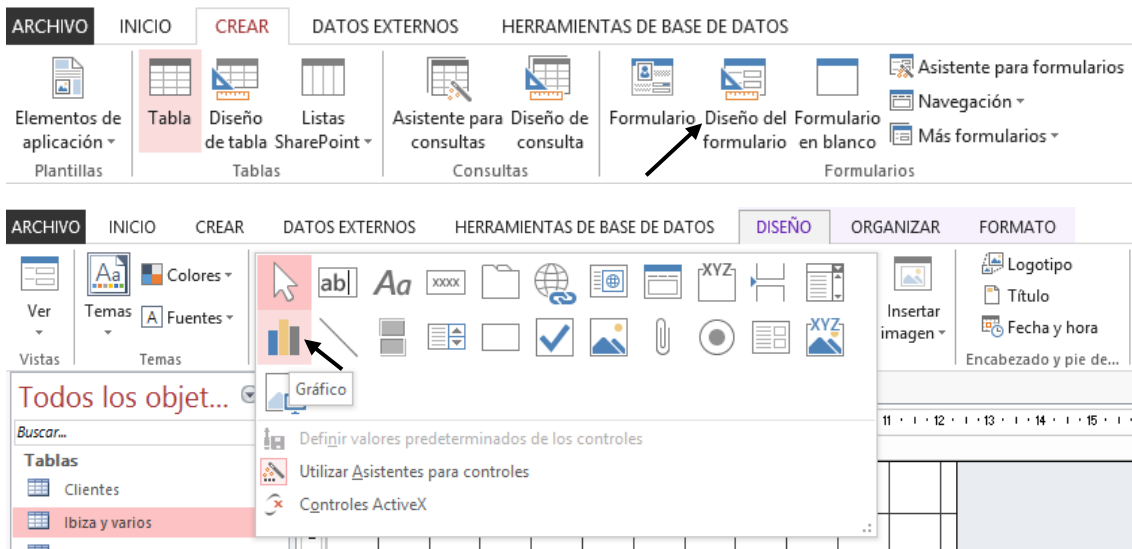 ARCHIVO INICIO CREAR DATOS EXTERNOS HERRAMIENTAS DE BASE DE DATOS
Elementos de aplicación
Tabla
Diseño de tabla
Listas SharePoint
Asistente para consultas
Diseño de consulta
Formulario
Diseño del formulario
Formulario en blanco
Asistente para formularios
Navegación
Más formularios
Plantillas Tablas Consultas Formularios
ARCHIVO INICIO CREAR DATOS EXTERNOS HERRAMIENTAS DE BASE DE DATOS DISEÑO ORGANIZAR FORMATO
Ver
Aa
Temas
Colores
A Fuentes
ab
Aa
xxxx
XYZ
XYZ
Insertar imagen
Logotipo
Título
Fecha y hora
Vistas Temas Encabezado y pie de...
Gráfico
Definir valores predeterminados de los controles
Utilizar Asistentes para controles
Controles ActiveX
Todos los objet...
Buscar...
Tablas
Clientes
Ibiza y varios
11 12 13 14 15